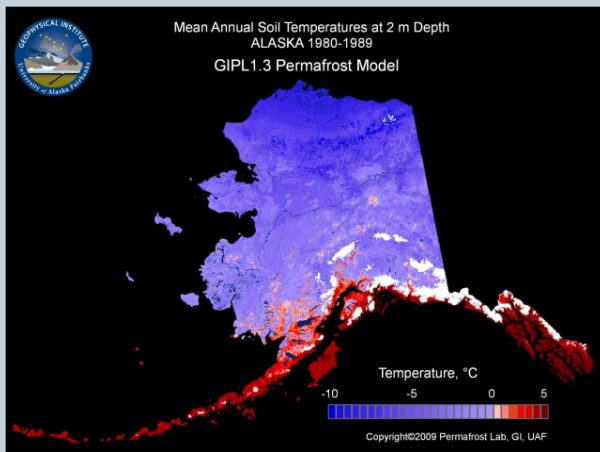 GEOPHYSICAL INSTITUTE
University of Alaska Fairbanks
Mean Annual Soil Temperatures at 2 m Depth
ALASKA 1980-1989
GIPL1.3 Permafrost Model
Temperature, °C
-10 -5 0 5
Copyright©2009 Permafrost Lab, GI, UAF